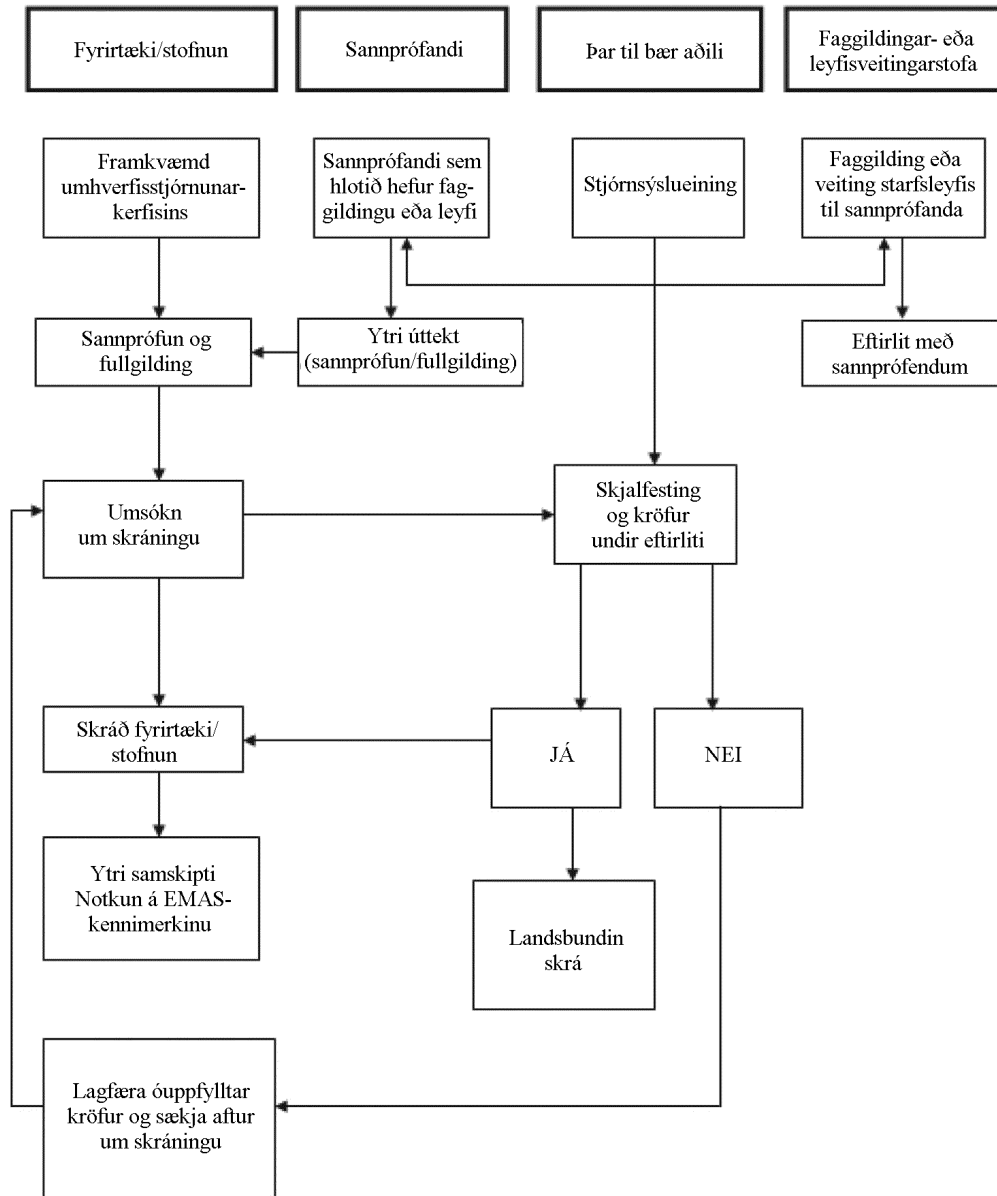 Fyrirtæki/stofnun
Sannprófandi
Þar til bær aðili
Faggildingar- eða
leyfisveitingarstofa
Framkvæmd
umhverfisstjórnunar-
kerfisins
Sannprófandi sem
hlotið hefur fag-
gildingu eða leyfi
Stjórnsýslueining
Faggilding eða
veiting starfsleyfis
til sannprófanda
Sannprófun og
fullgilding
Ytri úttekt
(sannprófun/fullgilding)
Eftirlit með
sannprófendum
Umsókn
um skráningu
Skjalfesting
og kröfur
undir eftirliti
Skráð fyrirtæki/
stofnun
JÁ
NEI
Ytri samskipti
Notkun á EMAS-
kennimerkinu
Landsbundin
skrá
Lagfæra óuppfylltar
kröfur og sækja aftur
um skráningu